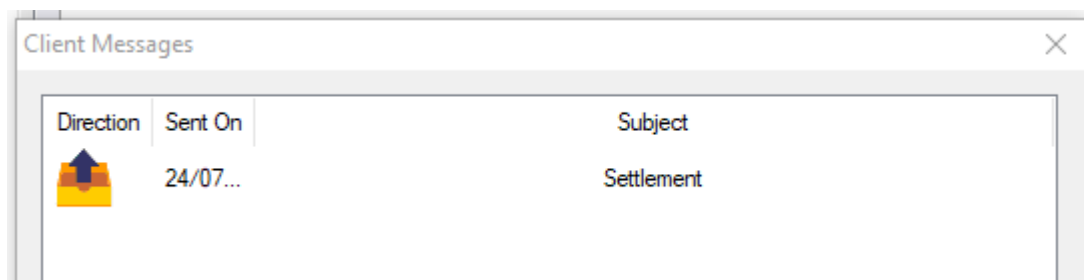 Client Messages
Direction Sent On Subject
24/07... Settlement